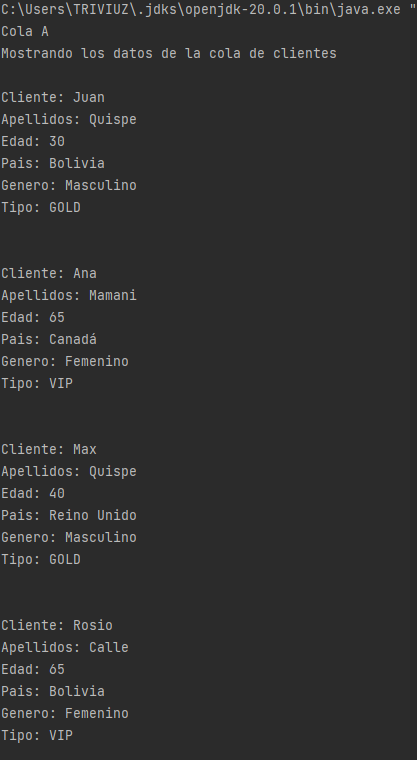 C:\Users\TRIVIUZ\.jdks\openjdk-20.0.1\bin\java.exe "
Cola A
Mostrando los datos de la cola de clientes
Cliente: Juan
Apellidos: Quispe
Edad: 30
Pais: Bolivia
Genero: Masculino
Tipo: GOLD
Cliente: Ana
Apellidos: Mamani
Edad: 65
Pais: Canadá
Genero: Femenino
Tipo: VIP
Cliente: Max
Apellidos: Quispe
Edad: 40
Pais: Reino Unido
Genero: Masculino
Tipo: GOLD
Cliente: Rosio
Apellidos: Calle
Edad: 65
Pais: Bolivia
Genero: Femenino
Tipo: VIP